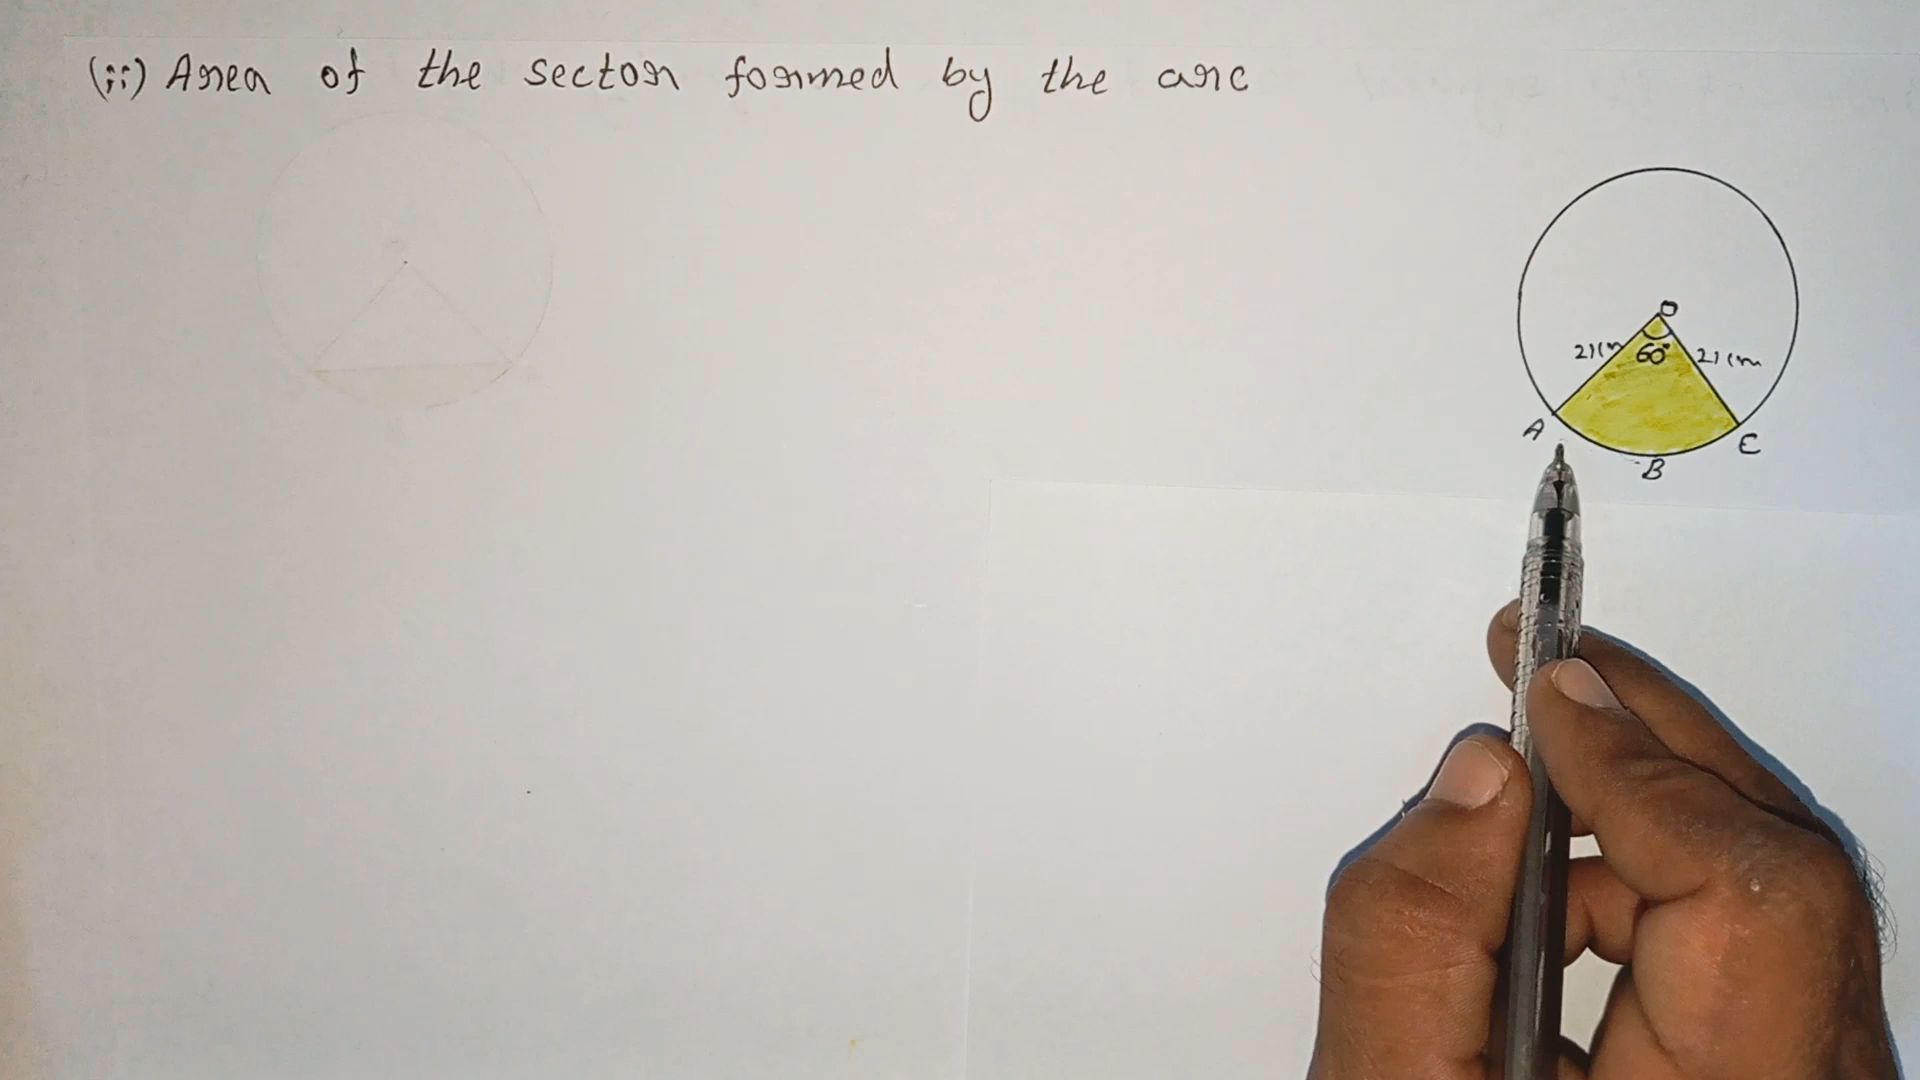 (ii) Area of the sector formed by the arc
O
21cm 60° 21cm
A
C
B